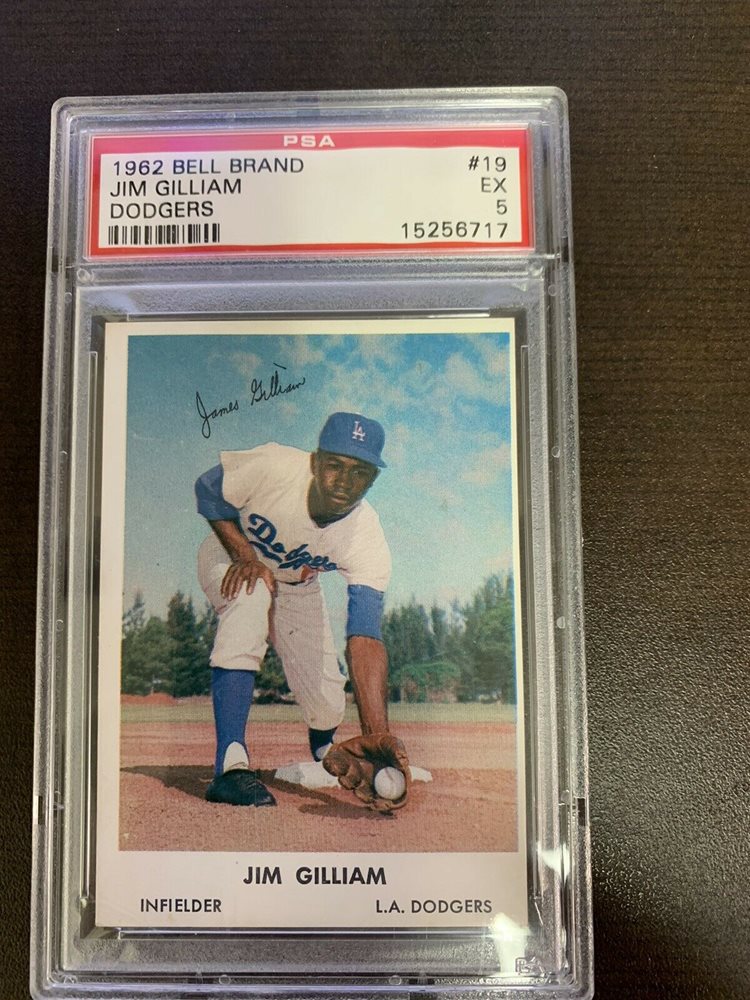 PSA
1962 BELL BRAND #19
JIM GILLIAM EX
DODGERS 5
15256717
James Gilliam
LA
Dodgers
JIM GILLIAM
INFIELDER L.A. DODGERS